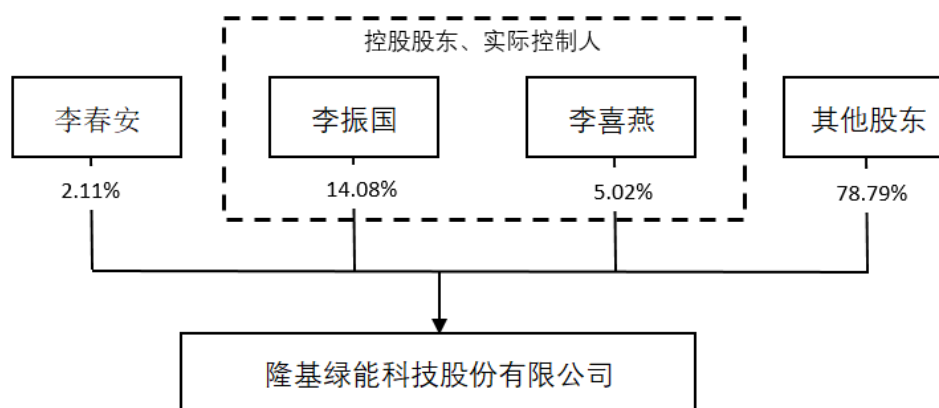 控股股东、实际控制人
李春安
李振国
李喜燕
其他股东
2.11%
14.08%
5.02%
78.79%
隆基绿能科技股份有限公司